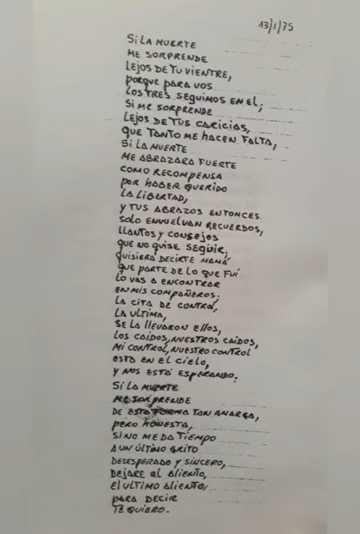 13/1/75
Si LA MUERTE
ME SORPRENDE
LEJOS DE TU VIENTRE,
porque para vos
LOS TRES SEGUIMOS EN EL;
Si ME SORPRENDE
LEJOS DE TUS CARICIAS,
QUE TANTO ME HACEN FALTA,
Si LA MUERTE
ME ABRAZARA FUERTE
COMO RECOMPENSA
POR HABER QUERIDO
LA LIBERTAD,
Y TUS ABRAZOS ENTONCES
SOLO ENVUELVAN RECUERDOS,
LLANTOS Y CONSEJOS
QUE NO QUISE SEGUIR,
QUISIERA DECIRTE MAMÁ
QUE PARTE DE LO QUE FUÍ
LO VAS A ENCONTRAR
EN MIS COMPAÑEROS;
LA CITA DE CONTROL,
LA ULTIMA,
SE LA LLEVARON ELLOS,
LOS CAIDOS, NUESTROS CAIDOS,
MI CONTROL, NUESTRO CONTROL
ESTÁ EN EL CIELO,
Y NOS ESTÁ ESPERANDO.
Si LA MUERTE
ME SORPRENDE
DE ESTA FORMA TAN AMARGA,
PERO HONESTA,
Si NO ME DA TIEMPO
A UN ÚLTIMO GRITO
DESESPERADO Y SINCERO,
DEJARE EL ALIENTO,
EL ULTIMO ALIENTO,
PARA DECIR
TE QUIERO.